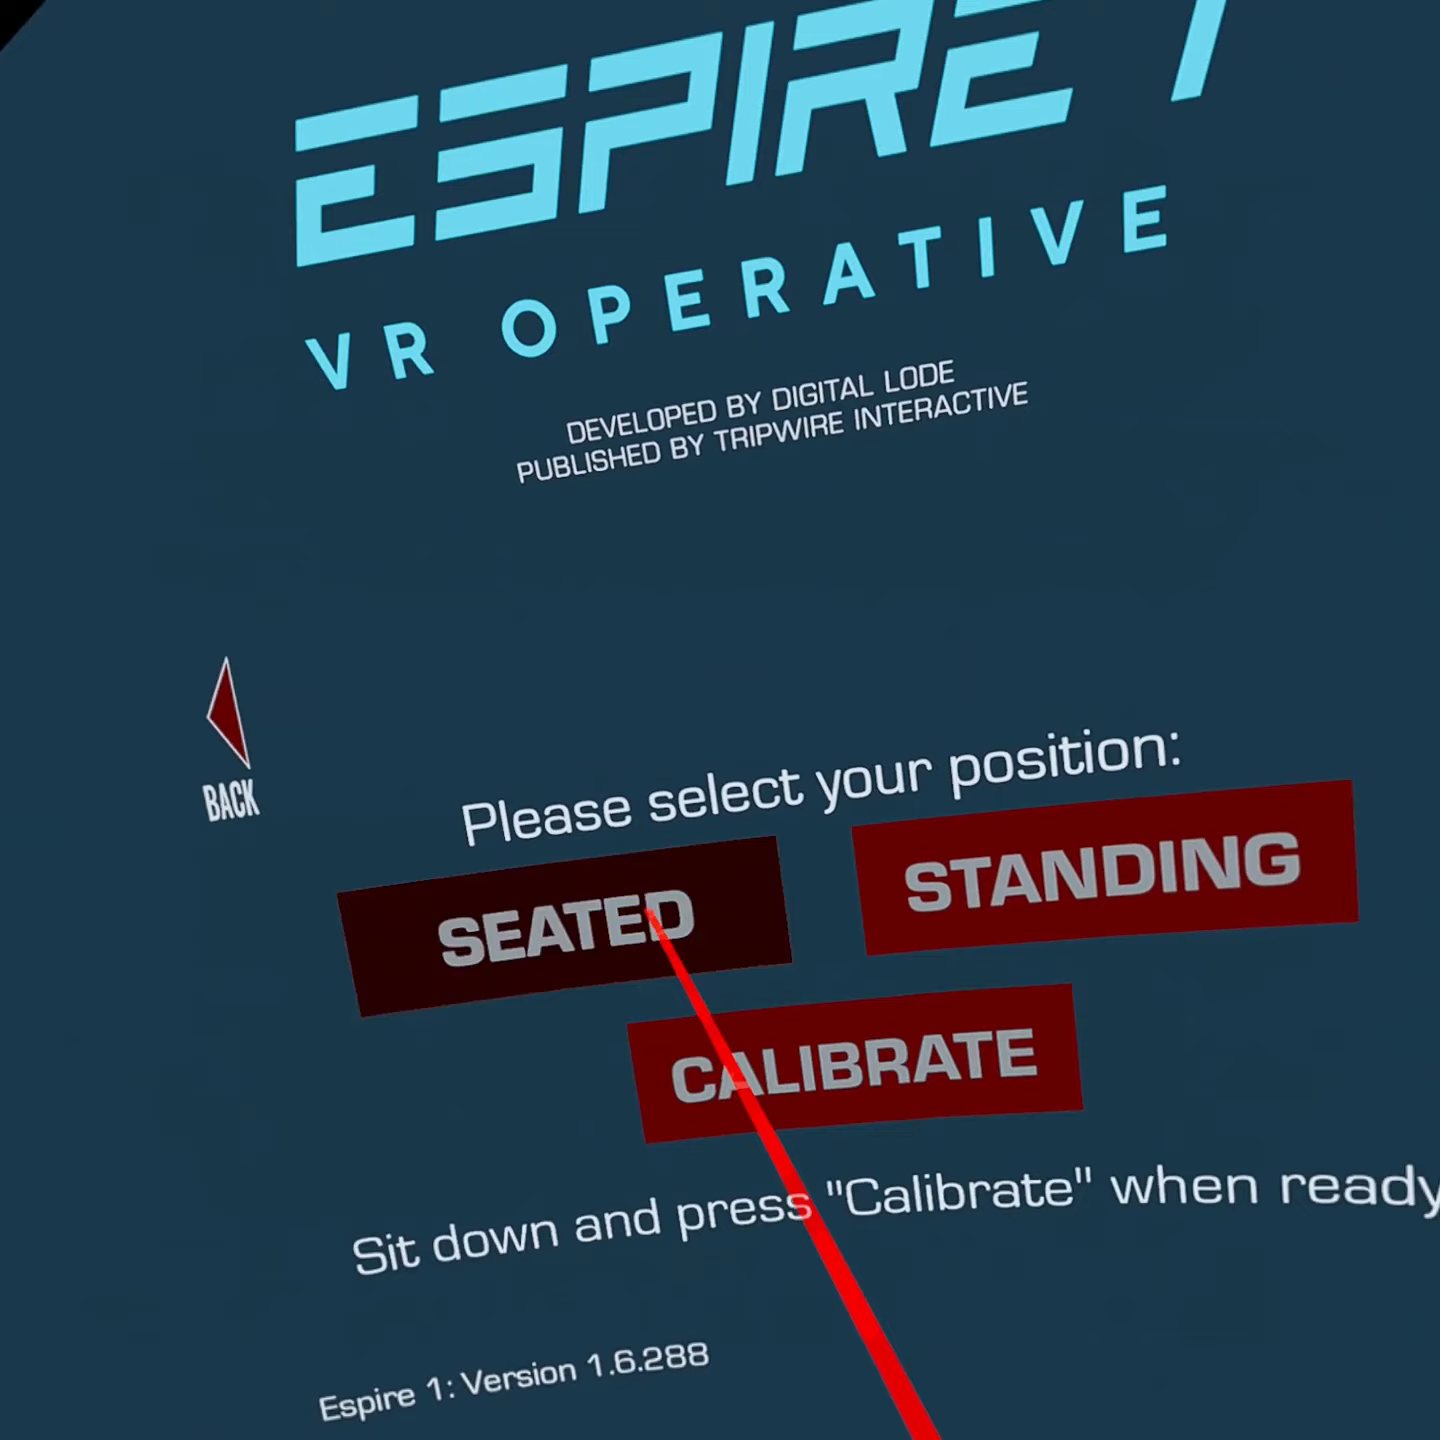 ESPIRE 1
VR OPERATIVE
DEVELOPED BY DIGITAL LODE
PUBLISHED BY TRIPWIRE INTERACTIVE
BACK
Please select your position:
SEATED
STANDING
CALIBRATE
Sit down and press "Calibrate" when ready
Espire 1: Version 1.6.288